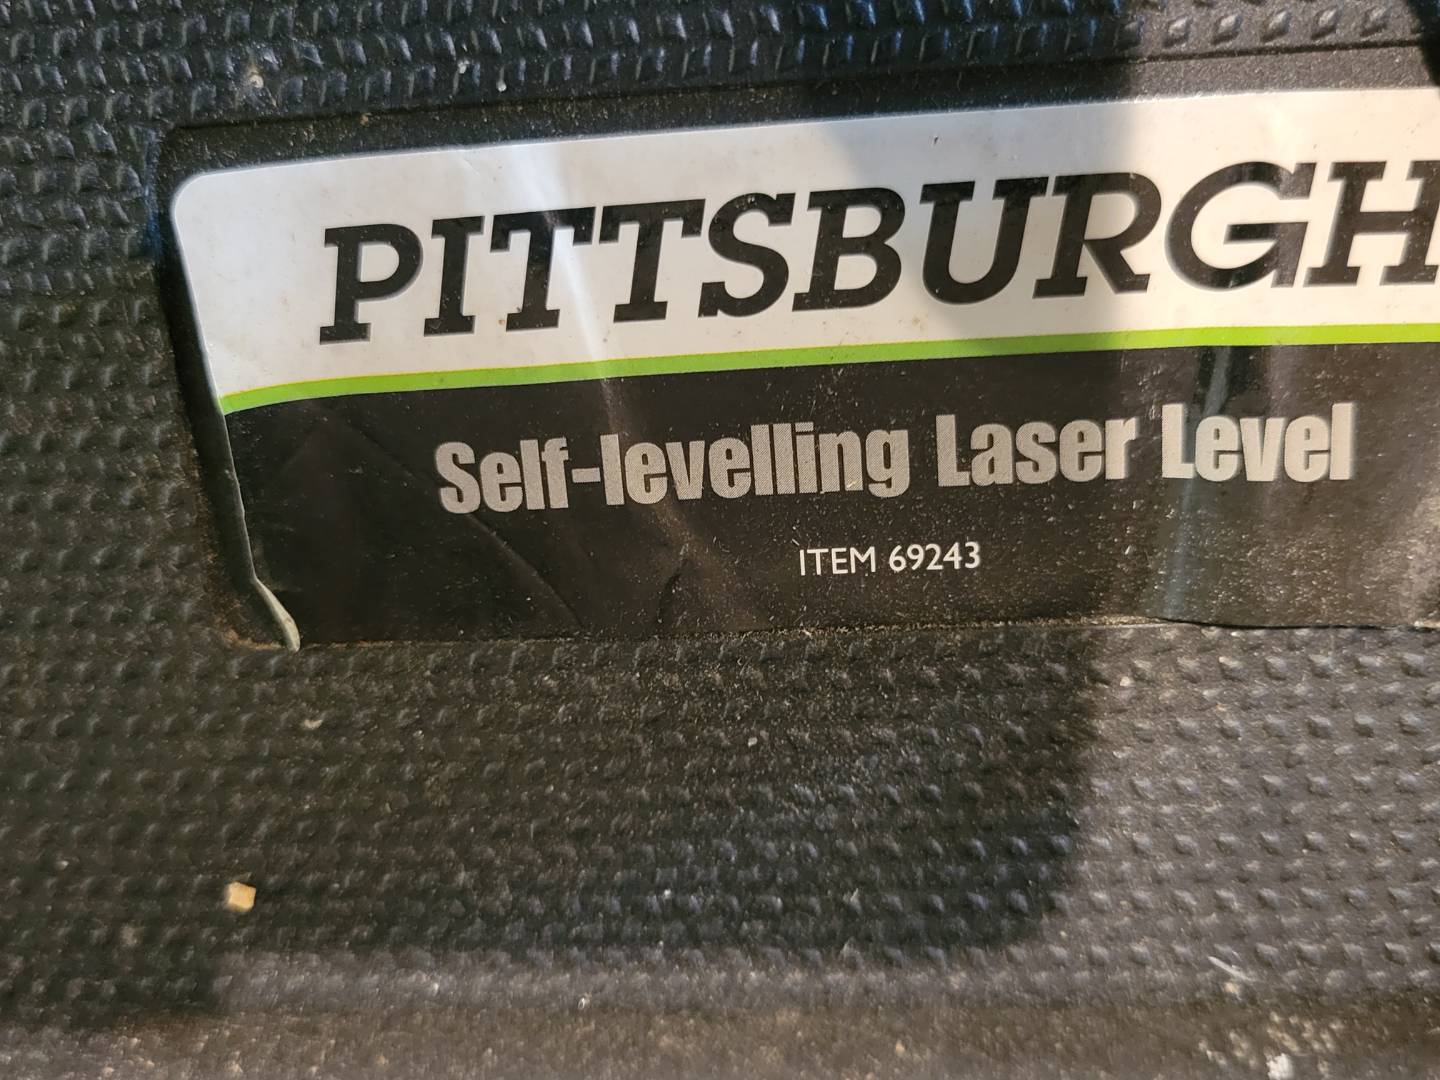 PITTSBURGH
Self-levelling Laser Level
ITEM 69243